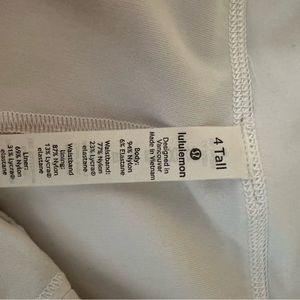 4 Tall
lululemon
Designed in
Vancouver
Made in Vietnam
Body:
94% Nylon
6% Elastane
Waistband:
77% Nylon
23% Lycra®
elastane
Waistband
Lining:
87% Nylon
13% Lycra®
elastane
Liner:
69% Nylon
31% Lycra®
elastane